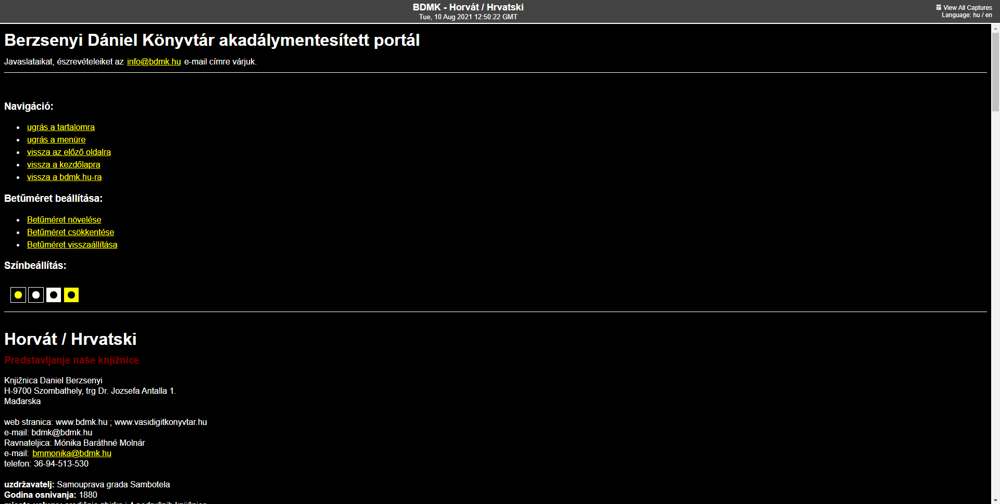 BDMK - Horvát / Hrvatski
Tue, 10 Aug 2021 12:50:22 GMT
View All Captures
Language: hu / en
Berzsenyi Dániel Könyvtár akadálymentesített portál
Javaslataikat, észrevételeiket az info@bdmk.hu e-mail címre várjuk.
Navigáció:
ugrás a tartalomra
ugrás a menüre
vissza az előző oldalra
vissza a kezdőlapra
vissza a bdmk.hu-ra
Betűméret beállítása:
Betűméret növelése
Betűméret csökkentése
Betűméret visszaállítása
Színbeállítás:
Horvát / Hrvatski
Predstavljanje naše knjižnice
Knjižnica Daniel Berzsenyi
H-9700 Szombathely, trg Dr. Jozsefa Antalla 1.
Mađarska
web stranica: www.bdmk.hu ; www.vasidigitkonyvtar.hu
e-mail: bdmk@bdmk.hu
Ravnateljica: Mónika Baráthné Molnár
e-mail: bmmonika@bdmk.hu
telefon: 36-94-513-530
uzdržavatelj: Samouprava grada Sambotela
Godina osnivanja: 1880